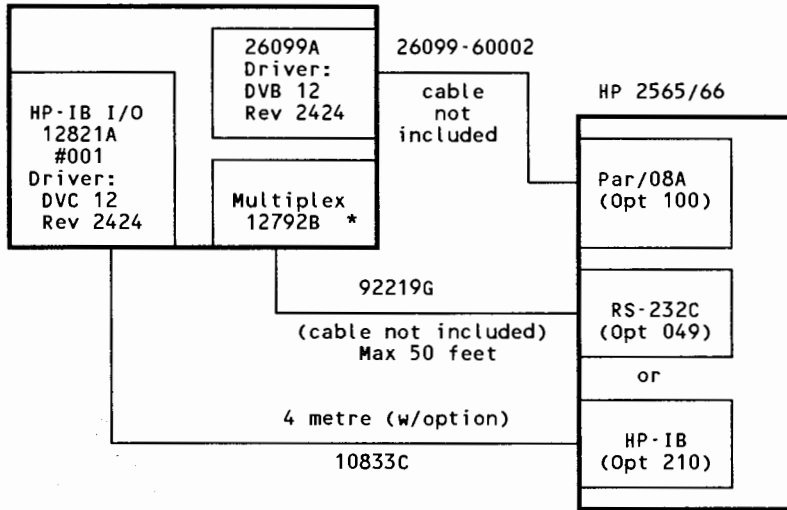 26099A
Driver:
DVB 12
Rev 2424
26099-60002
cable
not
included
HP 2565/66
HP-IB I/O
12821A
#001
Driver:
DVC 12
Rev 2424
Multiplex
12792B *
Par/08A
(Opt 100)
92219G
(cable not included)
Max 50 feet
RS-232C
(Opt 049)
or
4 metre (w/option)
10833C
HP-IB
(Opt 210)